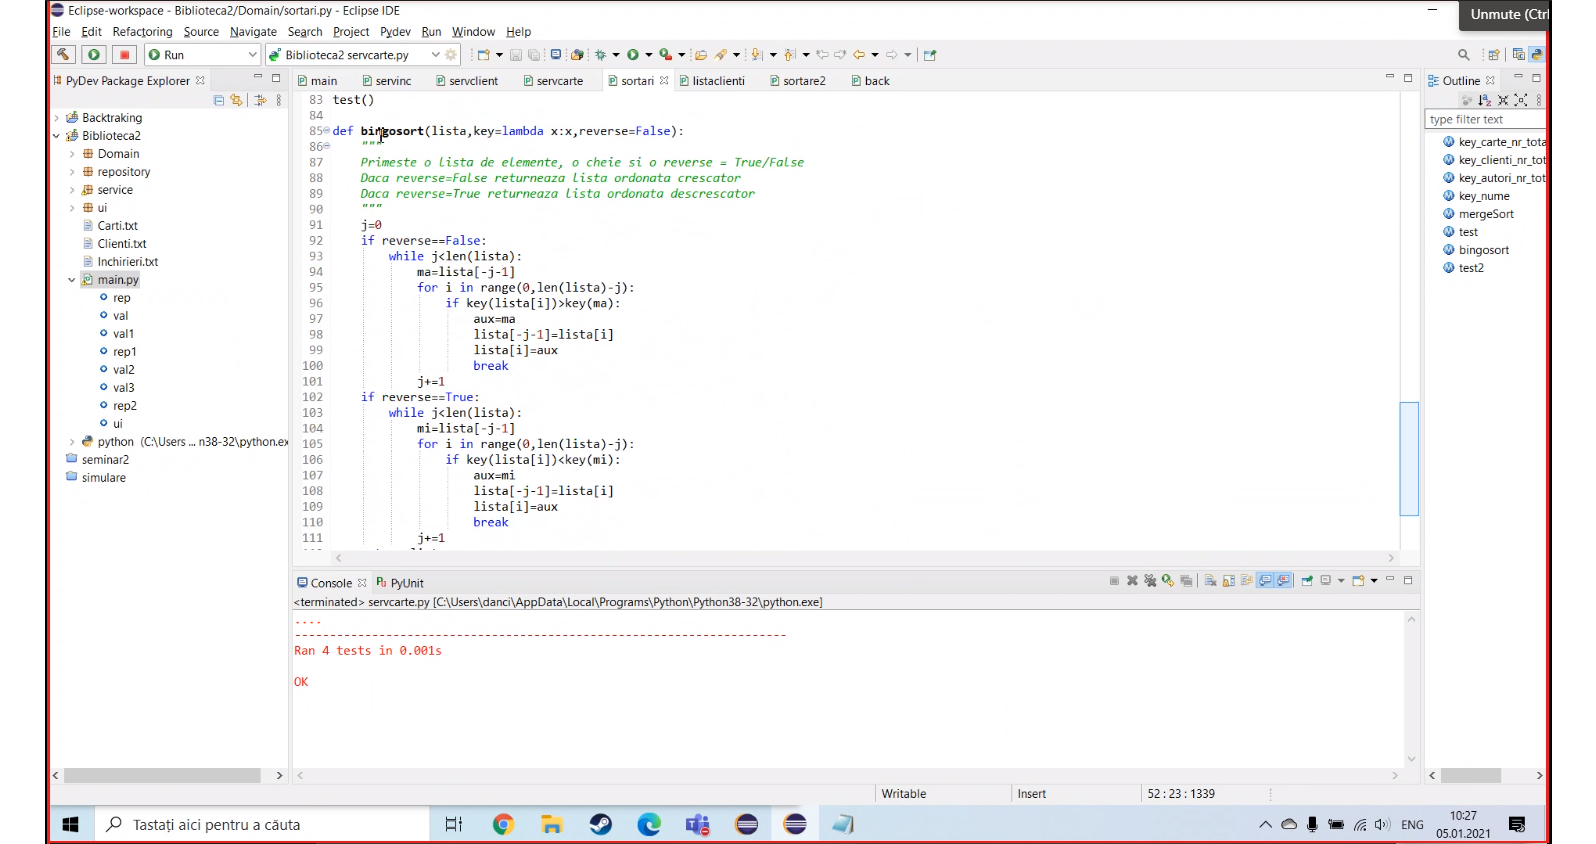 Eclipse-workspace - Biblioteca2/Domain/sortari.py - Eclipse IDE
Unmute (Ctrl
File Edit Refactoring Source Navigate Search Project Pydev Run Window Help
Run
Biblioteca2 servcarte.py
PyDev Package Explorer
main
servinc
servclient
servcarte
sortari
listaclienti
sortare2
back
Outline
type filter text
Backtraking
Biblioteca2
Domain
repository
service
ui
Carti.txt
Clienti.txt
Inchirieri.txt
main.py
rep
val
val1
rep1
val2
val3
rep2
ui
python (C:\Users ... n38-32\python.ex
seminar2
simulare
83 test()
84
85 def bingosort(lista,key=lambda x:x,reverse=False):
86 """
87 Primeste o lista de elemente, o cheie si o reverse = True/False
88 Daca reverse=False returneaza lista ordonata crescator
89 Daca reverse=True returneaza lista ordonata descrescator
90 """
91 j=0
92 if reverse==False:
93 while j<len(lista):
94 ma=lista[-j-1]
95 for i in range(0,len(lista)-j):
96 if key(lista[i])>key(ma):
97 aux=ma
98 lista[-j-1]=lista[i]
99 lista[i]=aux
100 break
101 j+=1
102 if reverse==True:
103 while j<len(lista):
104 mi=lista[-j-1]
105 for i in range(0,len(lista)-j):
106 if key(lista[i])<key(mi):
107 aux=mi
108 lista[-j-1]=lista[i]
109 lista[i]=aux
110 break
111 j+=1
key_carte_nr_tota
key_clienti_nr_tot
key_autori_nr_tot
key_nume
mergeSort
test
bingosort
test2
Console
PyUnit
<terminated> servcarte.py [C:\Users\danci\AppData\Local\Programs\Python\Python38-32\python.exe]
....
----------------------------------------------------------------------
Ran 4 tests in 0.001s
OK
Writable
Insert
52 : 23 : 1339
Tastați aici pentru a căuta
ENG
10:27
05.01.2021